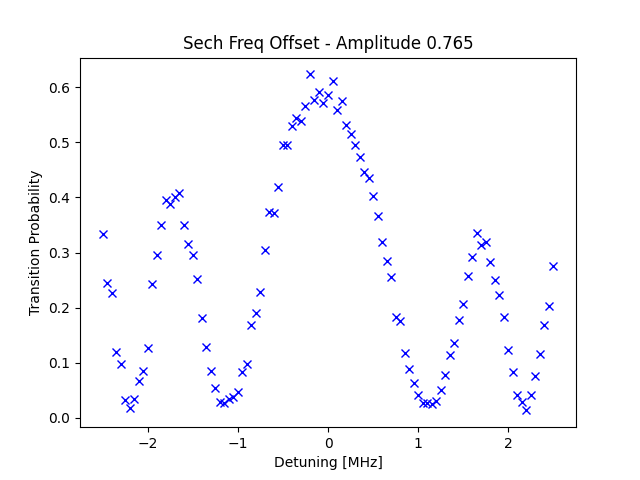 Sech Freq Offset - Amplitude 0.765
Transition Probability
0.6
0.5
0.4
0.3
0.2
0.1
0.0
−2 −1 0 1 2
Detuning [MHz]